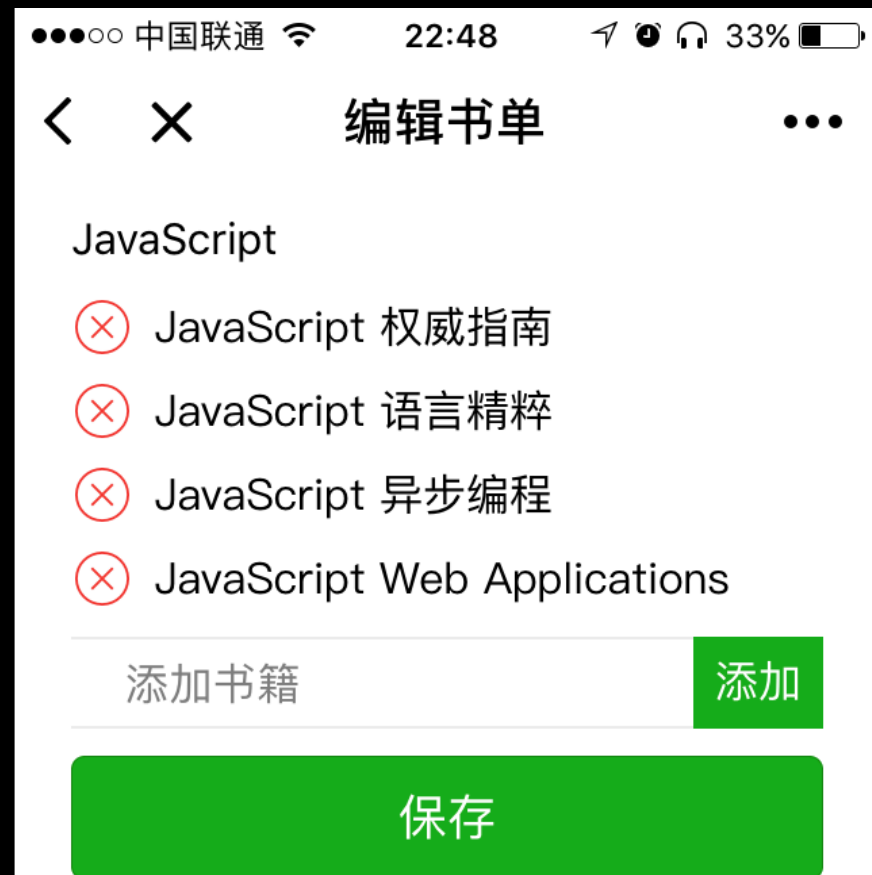 中国联通 22:48 33%
编辑书单
JavaScript
JavaScript 权威指南
JavaScript 语言精粹
JavaScript 异步编程
JavaScript Web Applications
添加书籍 添加
保存